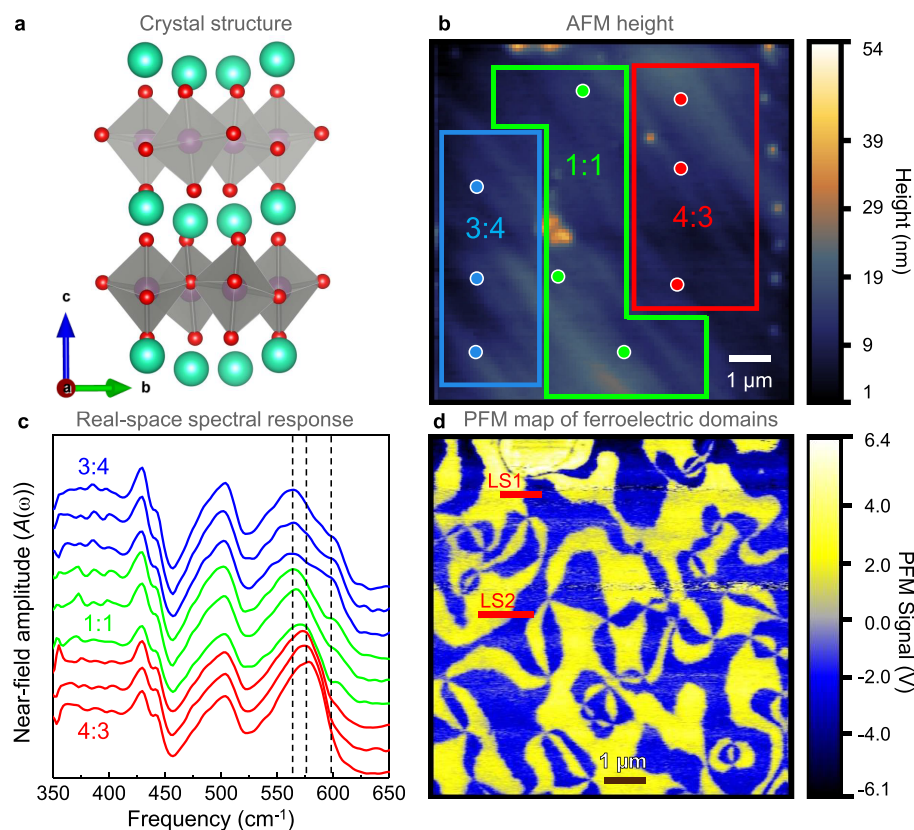 a
Crystal structure
c
a
b
b
AFM height
1:1
3:4
4:3
1 μm
54
39
29
19
9
1
Height (nm)
c
Real-space spectral response
3:4
1:1
4:3
Near-field amplitude (A(ω))
350 400 450 500 550 600 650
Frequency (cm-1)
d
PFM map of ferroelectric domains
LS1
LS2
1 μm
6.4
4.0
2.0
0.0
-2.0
-4.0
-6.1
PFM Signal (V)